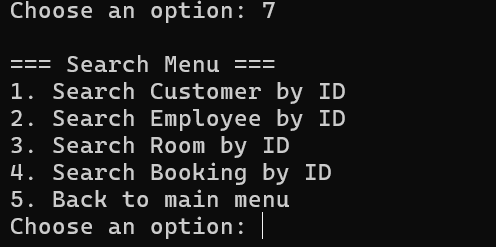 Choose an option: 7
=== Search Menu ===
1. Search Customer by ID
2. Search Employee by ID
3. Search Room by ID
4. Search Booking by ID
5. Back to main menu
Choose an option: